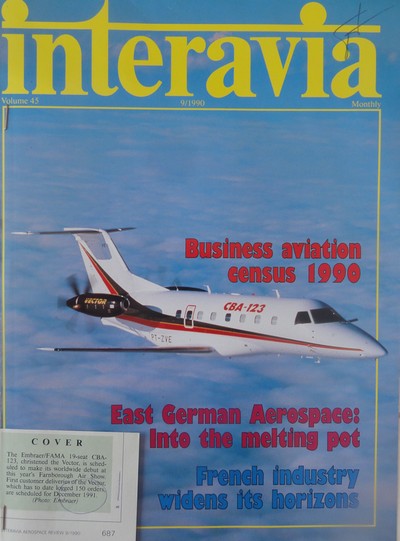 interavia
Volume 45 9/1990 Monthly
Business aviation
census 1990
CBA-123
VECTOR
PT-ZVE
East German Aerospace:
Into the melting pot
French industry
widens its horizons
COVER
The Embraer/FAMA 19-seat CBA-
123, christened the Vector, is sched-
uled to make its worldwide debut at
this year's Farnborough Air Show.
First customer deliveries of the Vector,
which has to date logged 150 orders,
are scheduled for December 1991.
(Photo: Embraer)
687